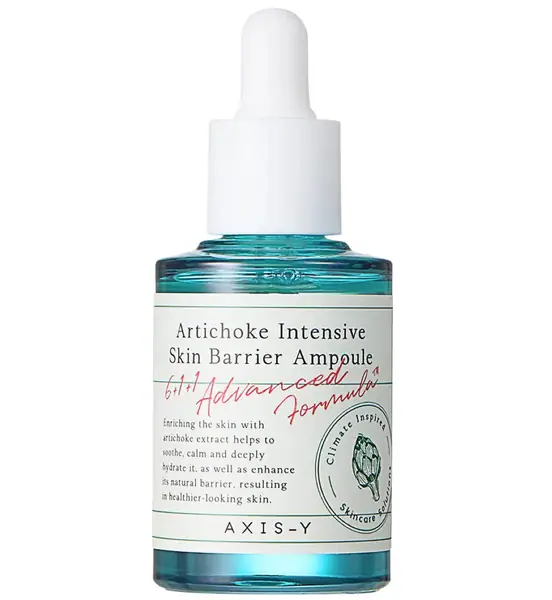 Artichoke Intensive
Skin Barrier Ampoule
6+1+1 Advanced
Formula™
Enriching the skin with
artichoke extract helps to
soothe, calm and deeply
hydrate it, as well as enhance
its natural barrier, resulting
in healthier-looking skin.
Climate Inspired
Skincare Solutions
AXIS-Y